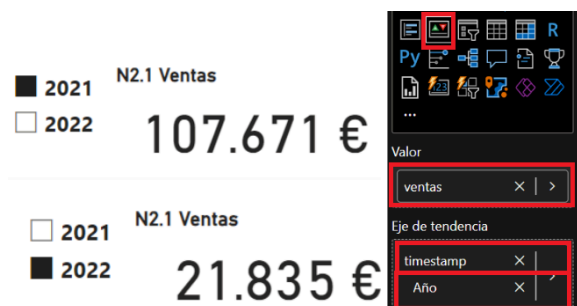 2021
2022
N2.1 Ventas
107.671 €
2021
2022
N2.1 Ventas
21.835 €
R
Py
123
...
Valor
ventas
Eje de tendencia
timestamp
Año